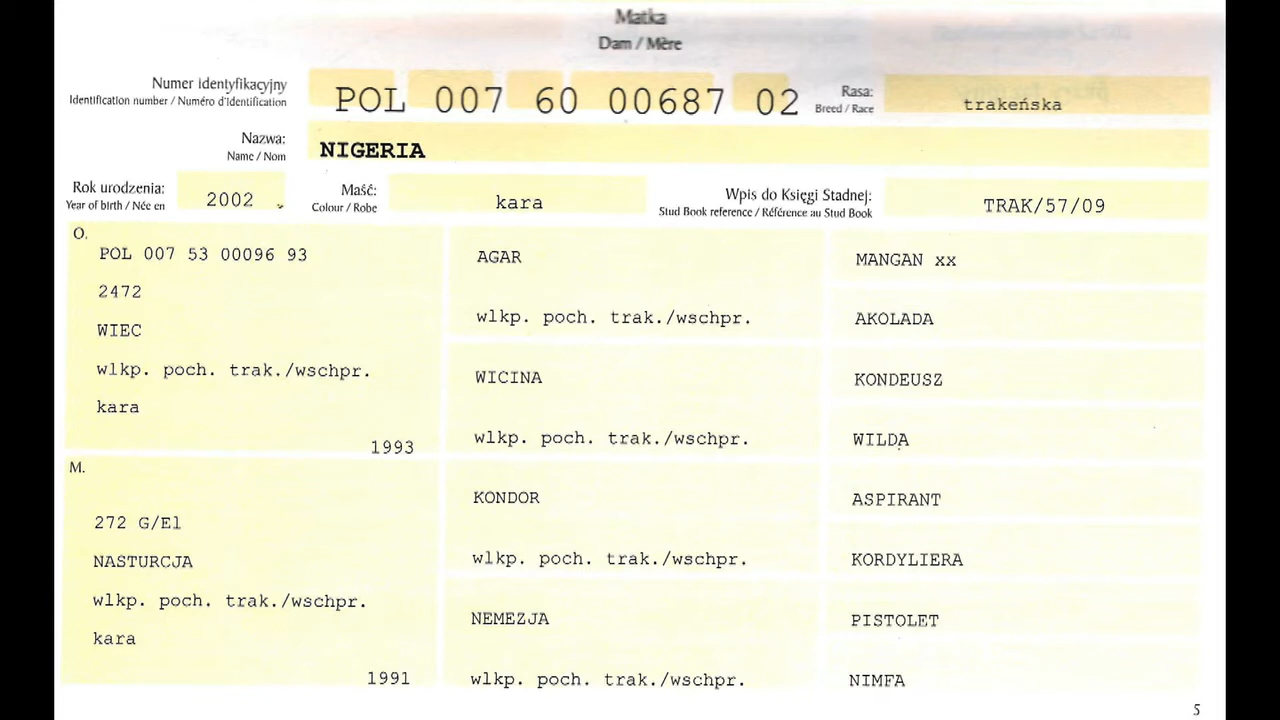 Matka
Dam / Mère
Numer identyfikacyjny
Identification number / Numéro d'identification
POL 007 60 00687 02
Rasa:
Breed / Race
trakeńska
Nazwa:
Name / Nom
NIGERIA
Rok urodzenia:
Year of birth / Née en
2002
Maść:
Colour / Robe
kara
Wpis do Księgi Stadnej:
Stud Book reference / Référence au Stud Book
TRAK/57/09
O.
POL 007 53 00096 93
2472
WIEC
wlkp. poch. trak./wschpr.
kara
1993
AGAR
wlkp. poch. trak./wschpr.
WICINA
wlkp. poch. trak./wschpr.
MANGAN xx
AKOLADA
KONDEUSZ
WILDA
M.
272 G/El
NASTURCJA
wlkp. poch. trak./wschpr.
kara
1991
KONDOR
wlkp. poch. trak./wschpr.
NEMEZJA
wlkp. poch. trak./wschpr.
ASPIRANT
KORDYLIERA
PISTOLET
NIMFA
5